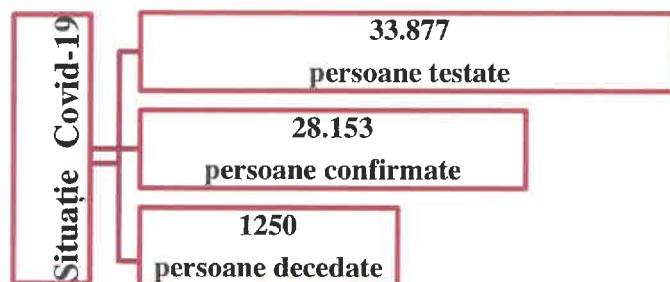 Situație Covid-19
33.877
persoane testate
28.153
persoane confirmate
1250
persoane decedate